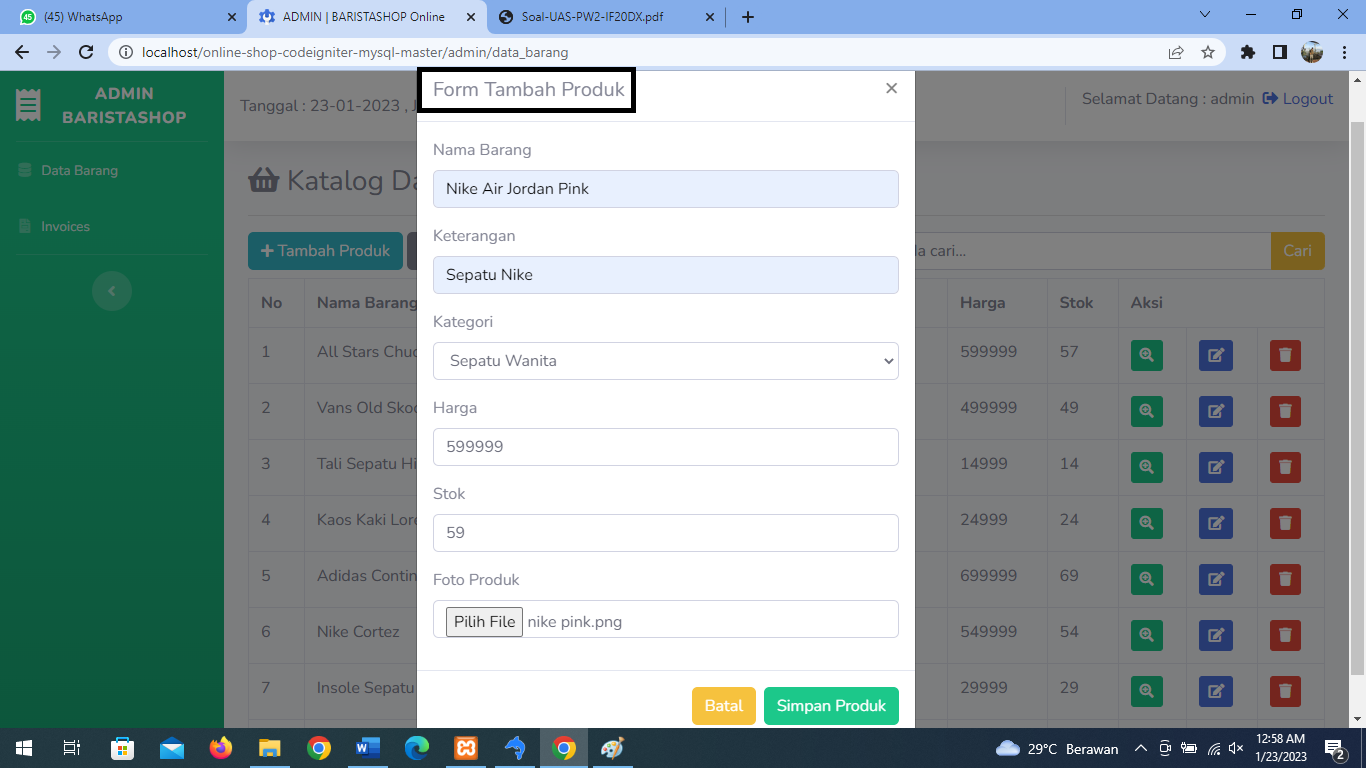 (45) WhatsApp
ADMIN | BARISTASHOP Online
Soal-UAS-PW2-IF20DX.pdf
localhost/online-shop-codeigniter-mysql-master/admin/data_barang
ADMIN
BARISTASHOP
Data Barang
Invoices
Tanggal : 23-01-2023 , J
Selamat Datang : admin Logout
Katalog Da
Tambah Produk
la cari...
Cari
No Nama Barang Harga Stok Aksi
1 All Stars Chuc 599999 57
2 Vans Old Skoo 499999 49
3 Tali Sepatu Hi 14999 14
4 Kaos Kaki Lore 24999 24
5 Adidas Contin 699999 69
6 Nike Cortez 549999 54
7 Insole Sepatu 29999 29
Form Tambah Produk
×
Nama Barang
Nike Air Jordan Pink
Keterangan
Sepatu Nike
Kategori
Sepatu Wanita
Harga
599999
Stok
59
Foto Produk
Pilih File nike pink.png
Batal
Simpan Produk
29°C Berawan
12:58 AM
1/23/2023
2